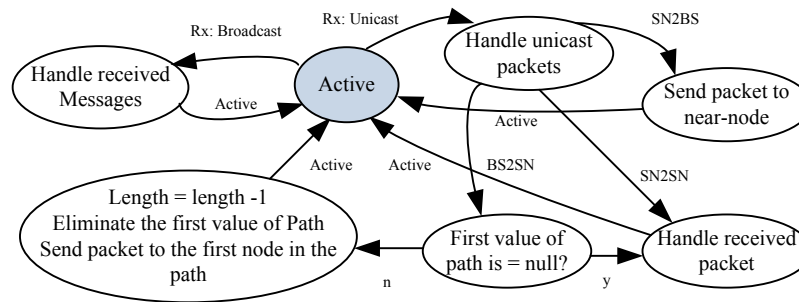 Rx: Broadcast
Rx: Unicast
SN2BS
Handle received
Messages
Active
Active
Handle unicast
packets
Send packet to
near-node
Active
Active
Active
BS2SN
SN2SN
Length = length -1
Eliminate the first value of Path
Send packet to the first node in the
path
First value of
path is = null?
Handle received
packet
n
y